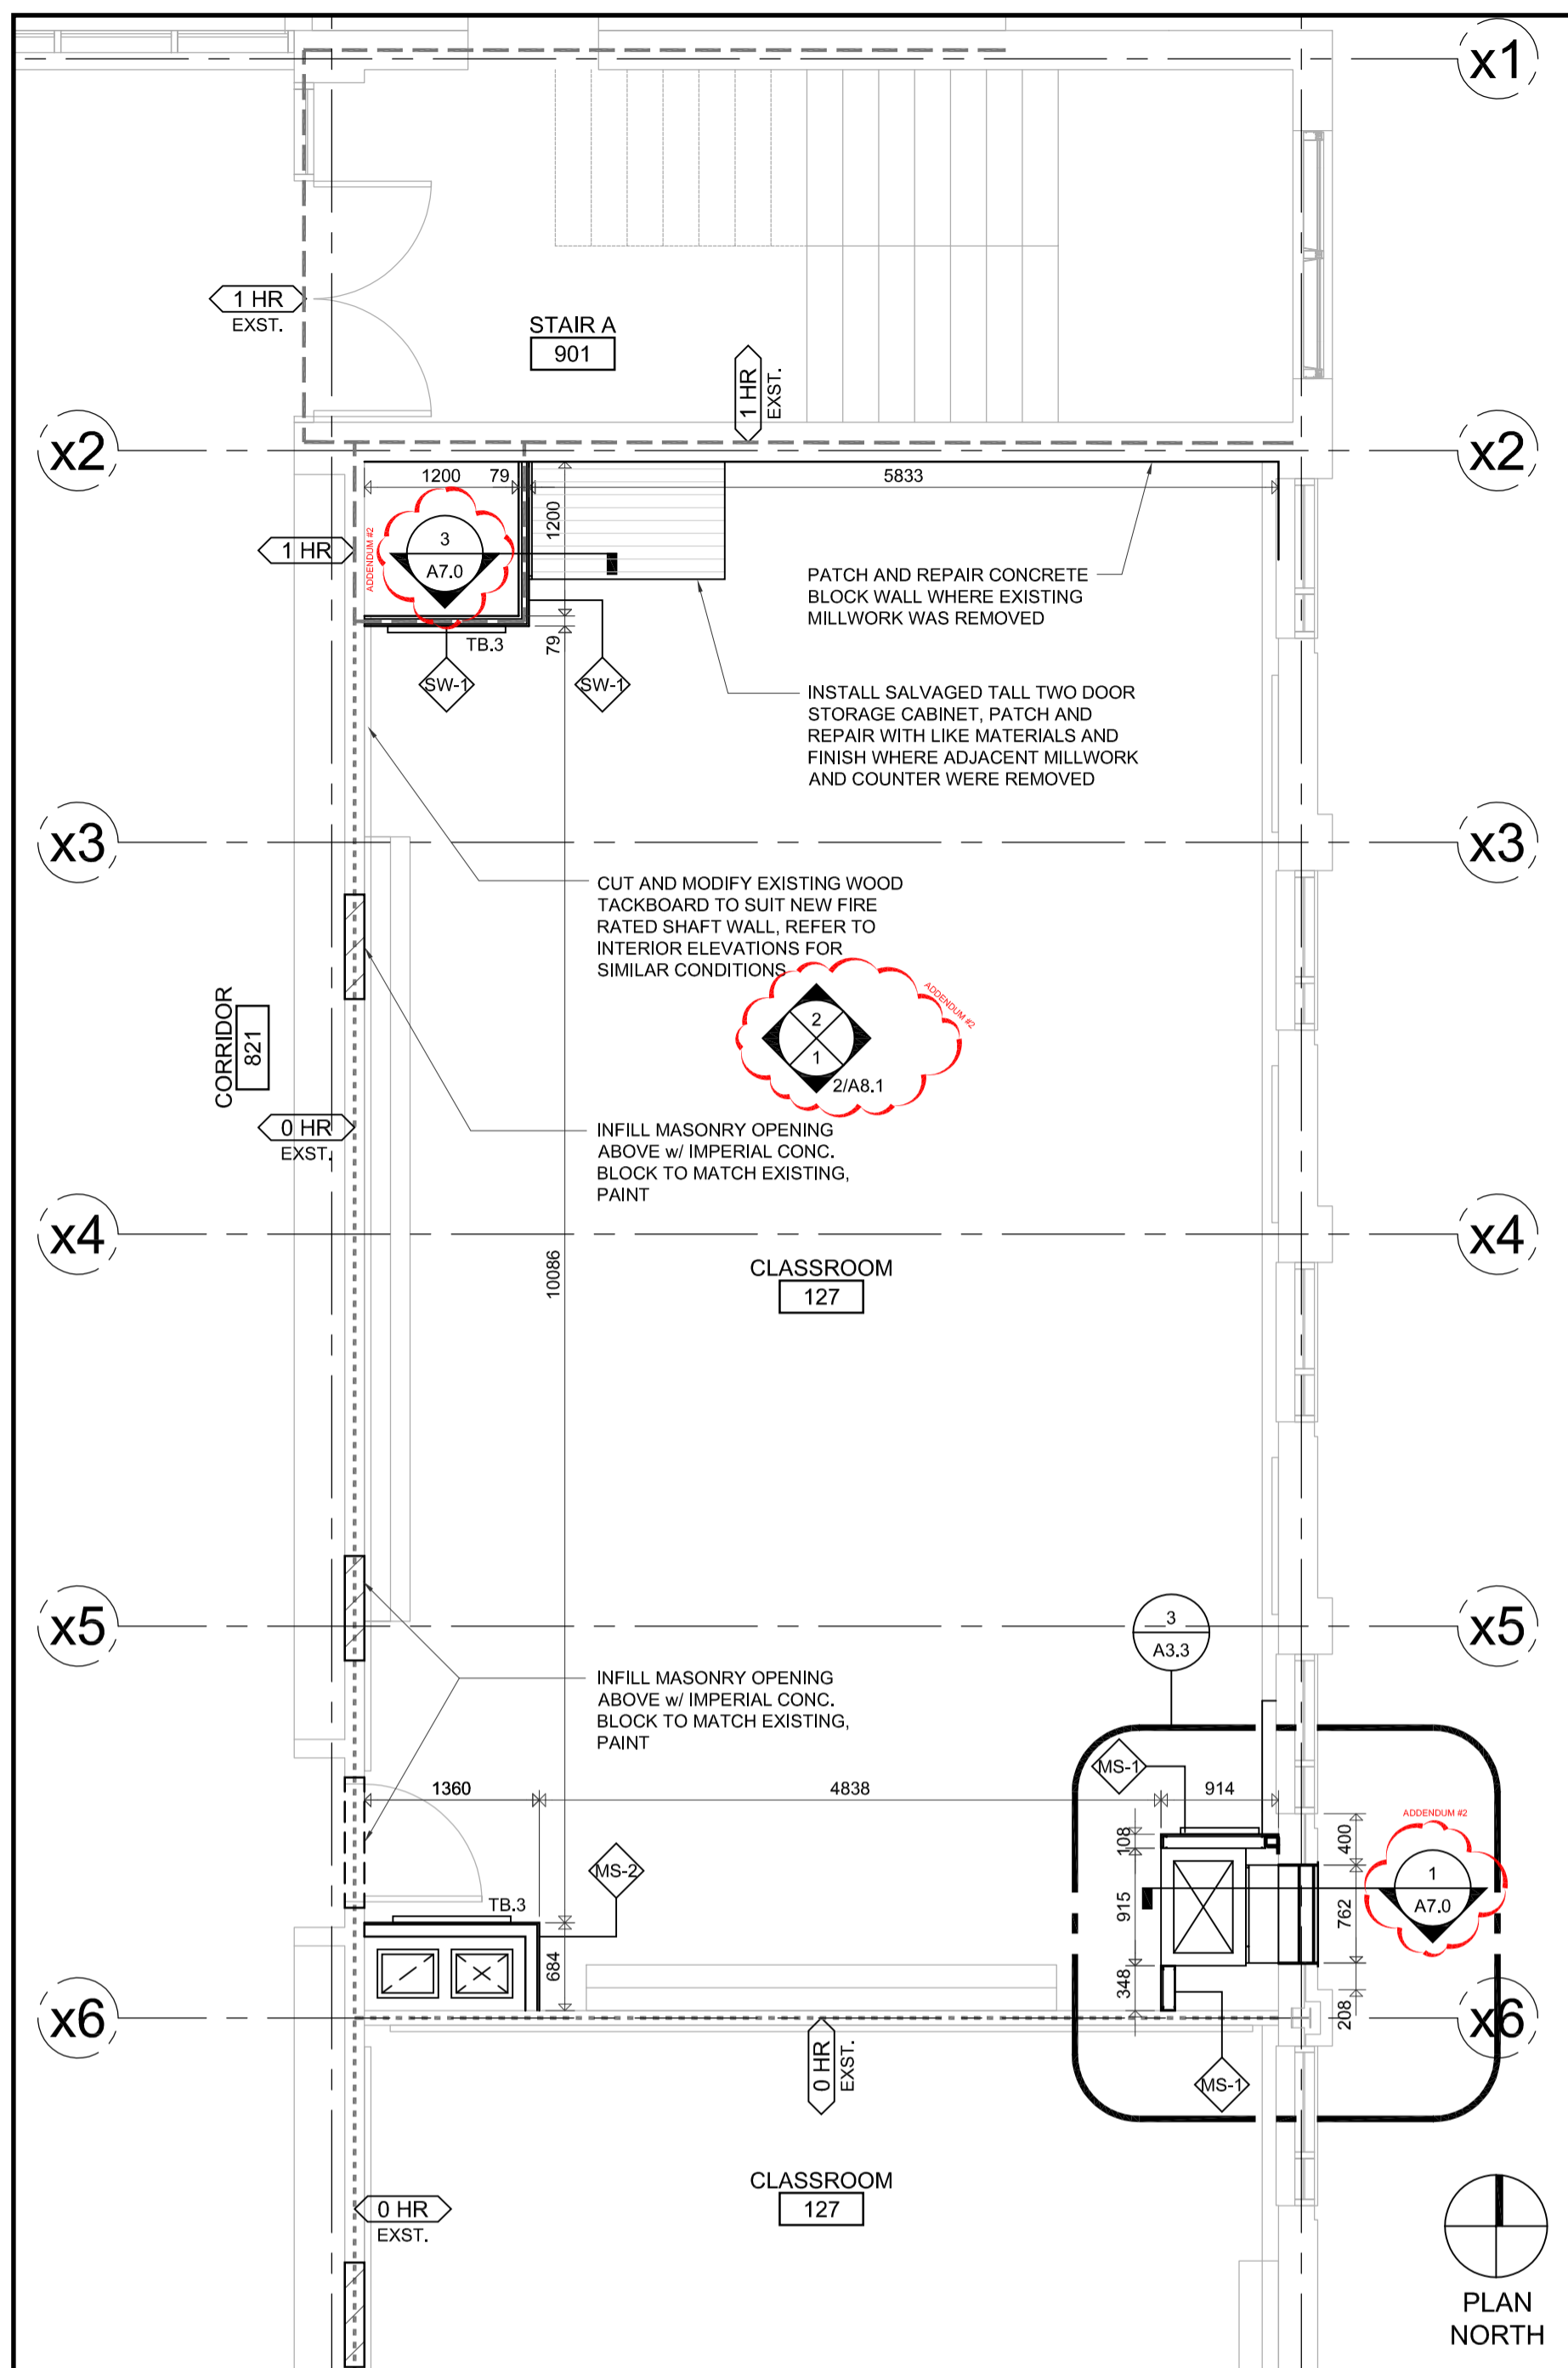 x1
1 HR
EXST.
STAIR A
901
1 HR
EXST.
x2
x2
1200
79
5833
1200
ADDENDUM #2
3
A7.0
1 HR
PATCH AND REPAIR CONCRETE
BLOCK WALL WHERE EXISTING
MILLWORK WAS REMOVED
TB.3
79
SW-1
SW-1
INSTALL SALVAGED TALL TWO DOOR
STORAGE CABINET, PATCH AND
REPAIR WITH LIKE MATERIALS AND
FINISH WHERE ADJACENT MILLWORK
AND COUNTER WERE REMOVED
x3
x3
CUT AND MODIFY EXISTING WOOD
TACKBOARD TO SUIT NEW FIRE
RATED SHAFT WALL, REFER TO
INTERIOR ELEVATIONS FOR
SIMILAR CONDITIONS
ADDENDUM #2
2
1
2/A8.1
CORRIDOR
821
0 HR
EXST.
INFILL MASONRY OPENING
ABOVE w/ IMPERIAL CONC.
BLOCK TO MATCH EXISTING,
PAINT
x4
x4
10086
CLASSROOM
127
x5
x5
3
A3.3
INFILL MASONRY OPENING
ABOVE w/ IMPERIAL CONC.
BLOCK TO MATCH EXISTING,
PAINT
MS-1
1360
4838
914
108
400
ADDENDUM #2
1
A7.0
MS-2
TB.3
915
762
684
348
208
x6
x6
0 HR
EXST.
MS-1
CLASSROOM
127
0 HR
EXST.
PLAN
NORTH